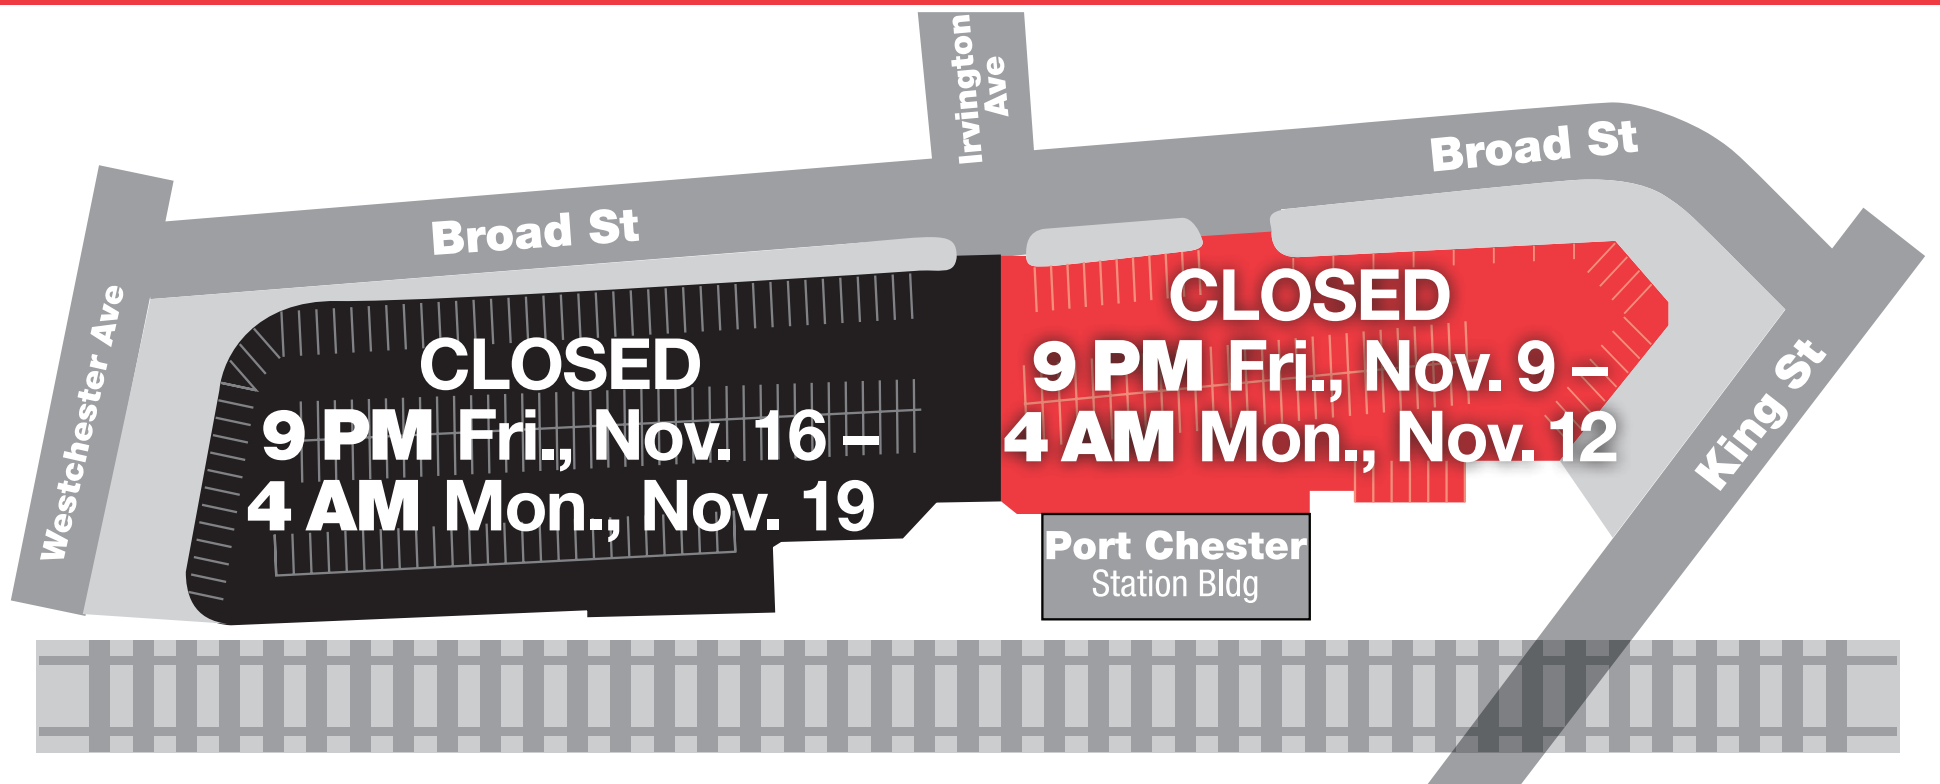 Irvington
Ave
Broad St
Broad St
Westchester Ave
CLOSED
9 PM Fri., Nov. 16 –
4 AM Mon., Nov. 19
CLOSED
9 PM Fri., Nov. 9 –
4 AM Mon., Nov. 12
King St
Port Chester
Station Bldg